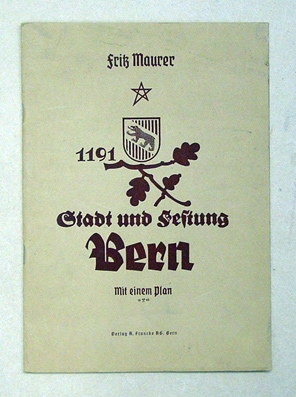 Fritz Maurer
1191
Stadt und Festung
Bern
Mit einem Plan
Verlag A. Francke AG. Bern